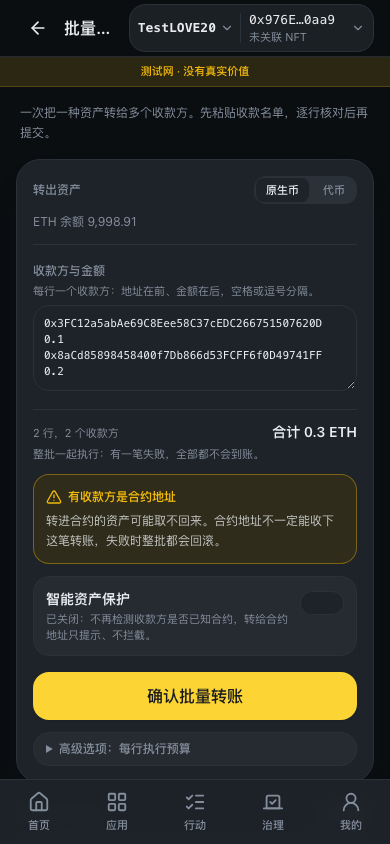 批量...
TestLOVE20
0x976E…0aa9
未关联 NFT
测试网 · 没有真实价值
一次把一种资产转给多个收款方。先粘贴收款名单，逐行核对后再
提交。
转出资产
原生币
代币
ETH 余额 9,998.91
收款方与金额
每行一个收款方：地址在前、金额在后，空格或逗号分隔。
0x3FC12a5abAe69C8Eee58C37cEDC266751507620D
0.1
0x8aCd85898458400f7Db866d53FCFF6f0D49741FF
0.2
2 行，2 个收款方
合计 0.3 ETH
整批一起执行：有一笔失败，全部都不会到账。
有收款方是合约地址
转进合约的资产可能取不回来。合约地址不一定能收下
这笔转账，失败时整批都会回滚。
智能资产保护
已关闭：不再检测收款方是否已知合约，转给合约
地址只提示、不拦截。
确认批量转账
高级选项：每行执行预算
首页
应用
行动
治理
我的